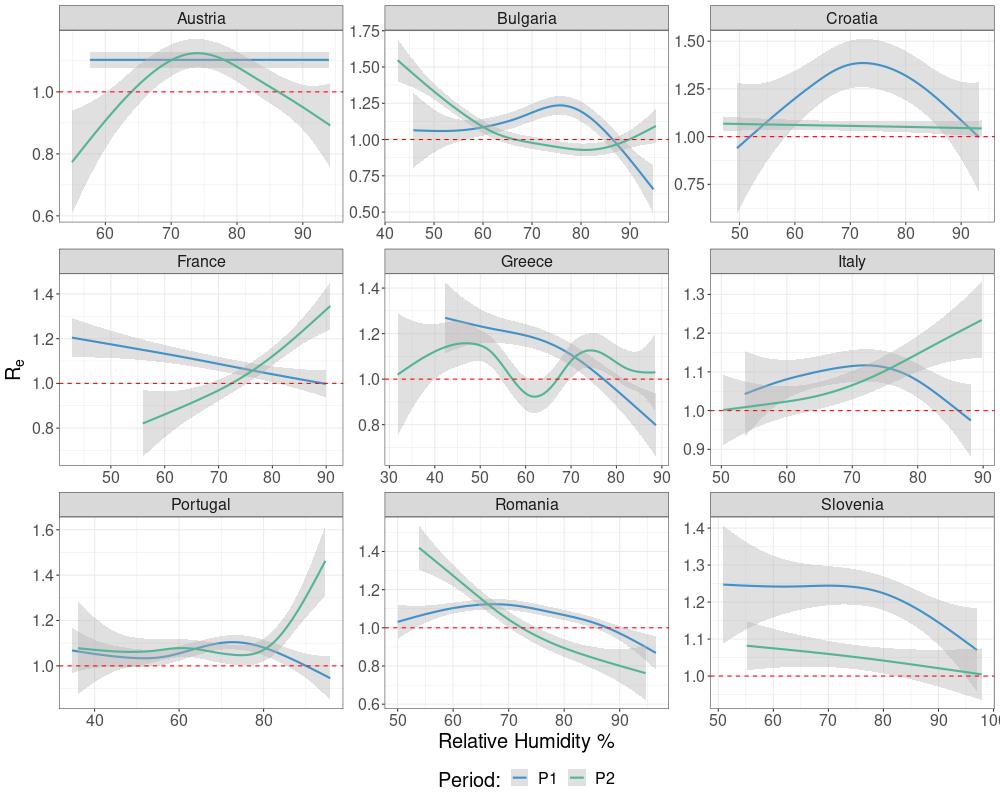 Austria Bulgaria Croatia
1.0
0.8
0.6
60 70 80 90
1.75
1.50
1.25
1.00
0.75
0.50
40 50 60 70 80 90
1.50
1.25
1.00
0.75
50 60 70 80 90
France Greece Italy
1.4
1.2
1.0
0.8
50 60 70 80 90
1.4
1.2
1.0
0.8
30 40 50 60 70 80 90
1.3
1.2
1.1
1.0
0.9
60 70 80 90
50
Portugal Romania Slovenia
1.6
1.4
1.2
1.0
40 60 80
1.4
1.2
1.0
0.8
0.6
50 60 70 80 90
1.4
1.3
1.2
1.1
1.0
50 60 70 80 90 100
Re
Relative Humidity %
Period: P1 P2